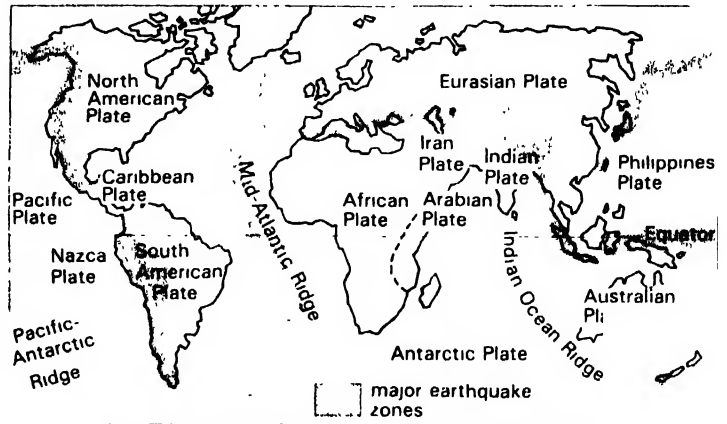 North
American
Plate
Eurasian Plate
Iran
Plate
Indian
Plate
Philippines
Plate
Caribbean
Plate
Pacific
Plate
African
Plate
Arabian
Plate
Mid-Atlantic Ridge
Equator
Nazca
Plate
South
American
Plate
Indian Ocean Ridge
Australian
Pl
Pacific-
Antarctic
Ridge
Antarctic Plate
major earthquake
zones